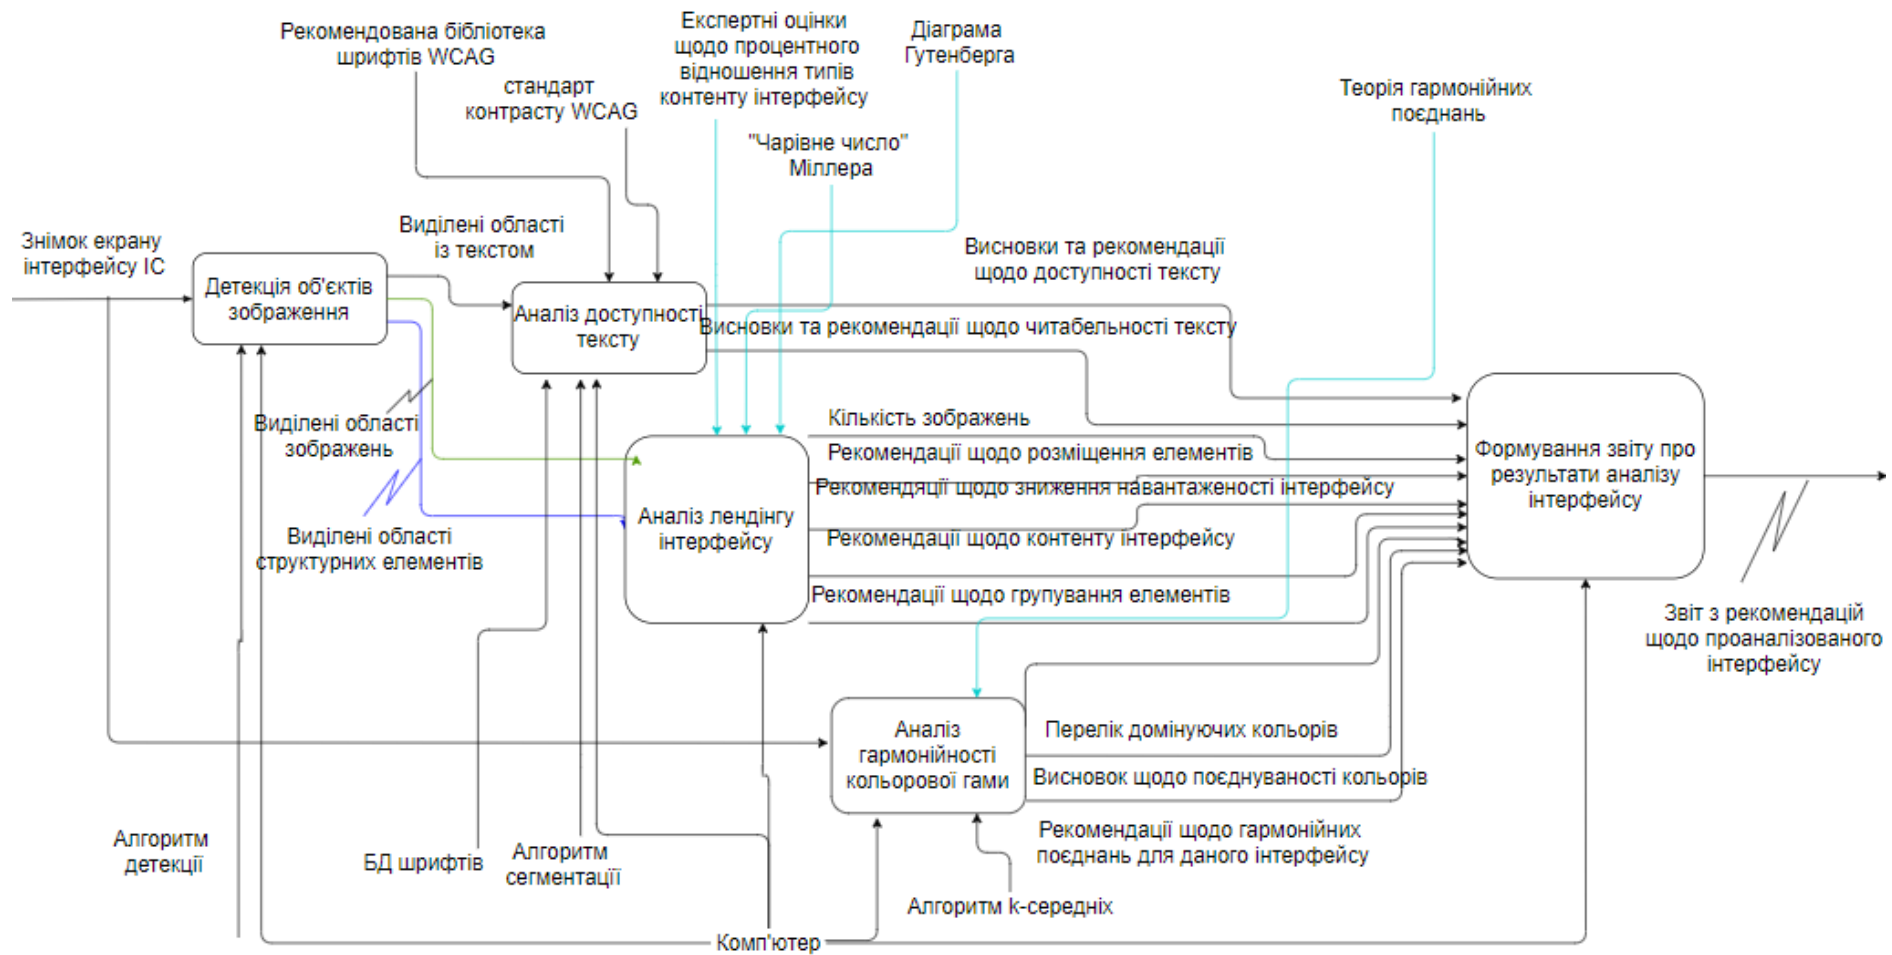 Рекомендована бібліотека
шрифтів WCAG
стандарт
контрасту WCAG
Експертні оцінки
щодо процентного
відношення типів
контенту інтерфейсу
"Чарівне число"
Міллера
Діаграма
Гутенберга
Теорія гармонійних
поєднань
Знімок екрану
інтерфейсу ІС
Детекція об'єктів
зображення
Виділені області
із текстом
Аналіз доступності
тексту
Висновки та рекомендації
щодо доступності тексту
Висновки та рекомендації щодо читабельності тексту
Виділені області
зображень
Виділені області
структурних елементів
Аналіз лендінгу
інтерфейсу
Кількість зображень
Рекомендації щодо розміщення елементів
Рекомендяції щодо зниження навантаженості інтерфейсу
Рекомендації щодо контенту інтерфейсу
Рекомендації щодо групування елементів
Формування звіту про
результати аналізу
інтерфейсу
Звіт з рекомендацій
щодо проаналізованого
інтерфейсу
Аналіз
гармонійності
кольорової гами
Перелік домінуючих кольорів
Висновок щодо поєднуваності кольорів
Рекомендації щодо гармонійних
поєднань для даного інтерфейсу
Алгоритм
детекції
БД шрифтів
Алгоритм
сегментації
Алгоритм k-середніх
Комп'ютер